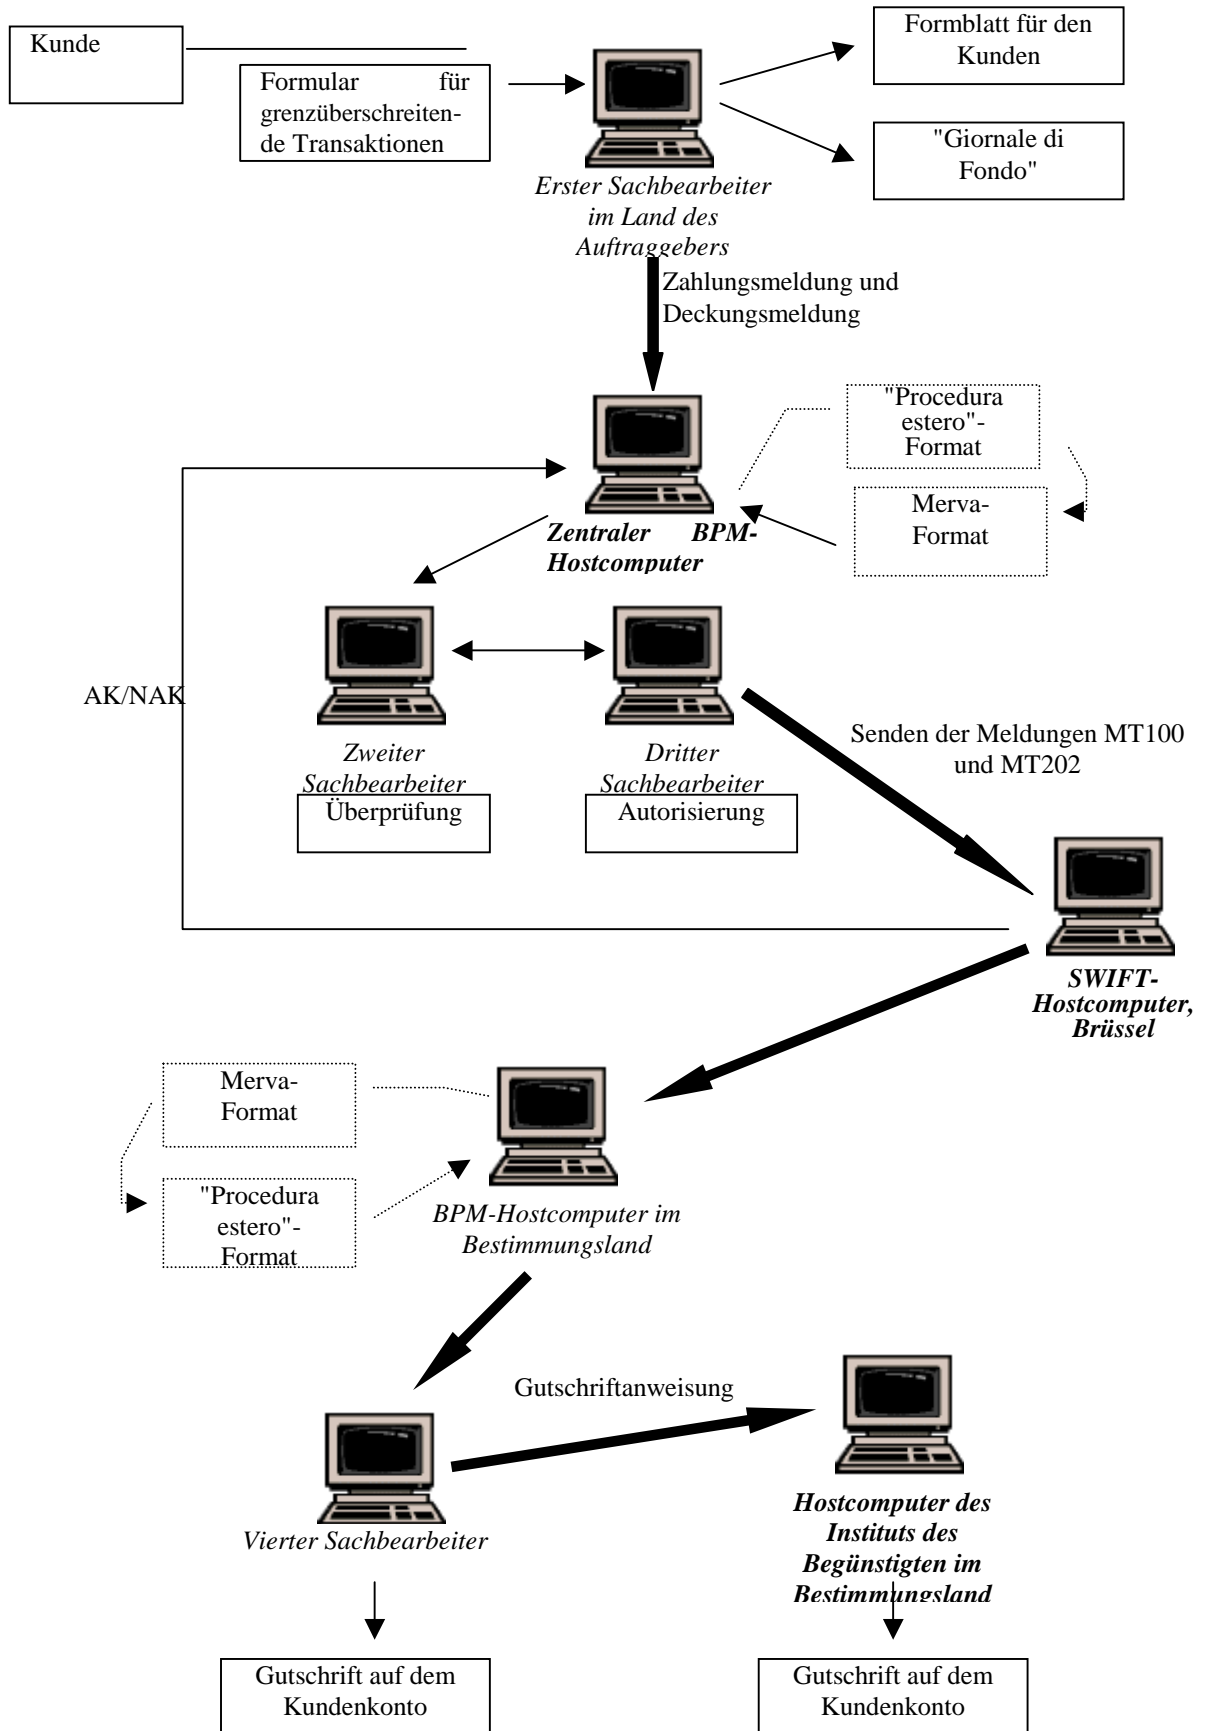 Kunde
Formular für
grenzüberschreiten-
de Transaktionen
Formblatt für den
Kunden
"Giornale di
Fondo"
Erster Sachbearbeiter
im Land des
Auftraggebers
Zahlungsmeldung und
Deckungsmeldung
"Procedura
estero"-
Format
Merva-
Format
Zentraler BPM-
Hostcomputer
AK/NAK
Zweiter
Sachbearbeiter
Überprüfung
Dritter
Sachbearbeiter
Autorisierung
Senden der Meldungen MT100
und MT202
SWIFT-
Hostcomputer,
Brüssel
Merva-
Format
"Procedura
estero"-
Format
BPM-Hostcomputer im
Bestimmungsland
Gutschriftanweisung
Vierter Sachbearbeiter
Hostcomputer des
Instituts des
Begünstigten im
Bestimmungsland
Gutschrift auf dem
Kundenkonto
Gutschrift auf dem
Kundenkonto